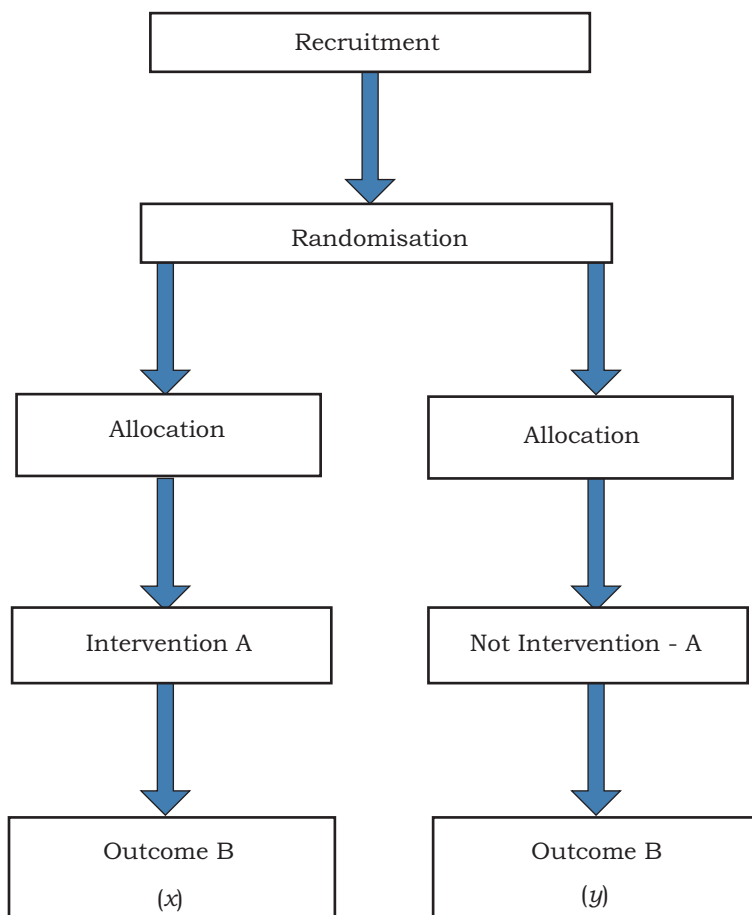 Recruitment
Randomisation
Allocation
Allocation
Intervention A
Not Intervention - A
Outcome B
(x)
Outcome B
(y)